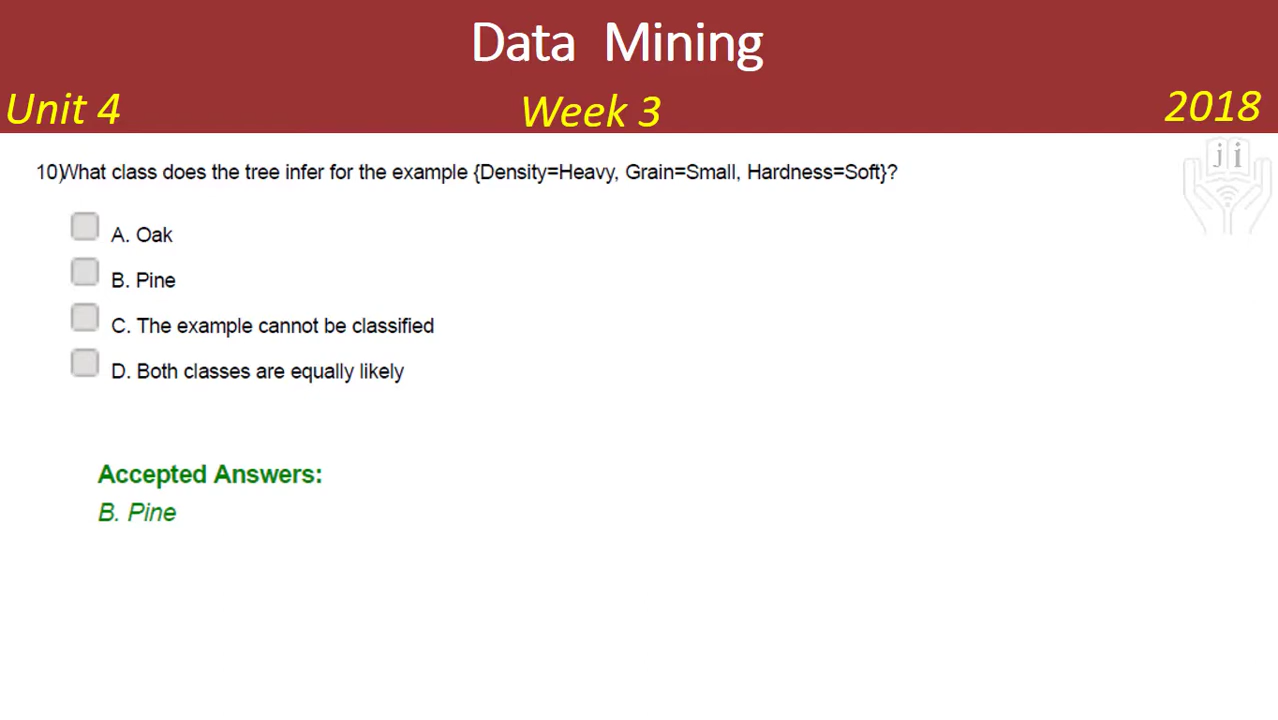 Data Mining
Unit 4
Week 3
2018
ji
10)What class does the tree infer for the example {Density=Heavy, Grain=Small, Hardness=Soft}?
A. Oak
B. Pine
C. The example cannot be classified
D. Both classes are equally likely
Accepted Answers:
B. Pine